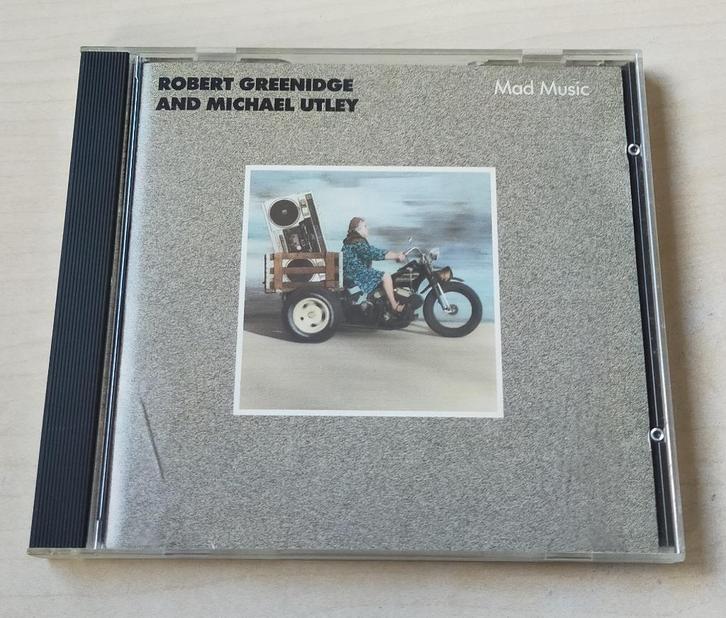 ROBERT GREENIDGE
AND MICHAEL UTLEY
Mad Music